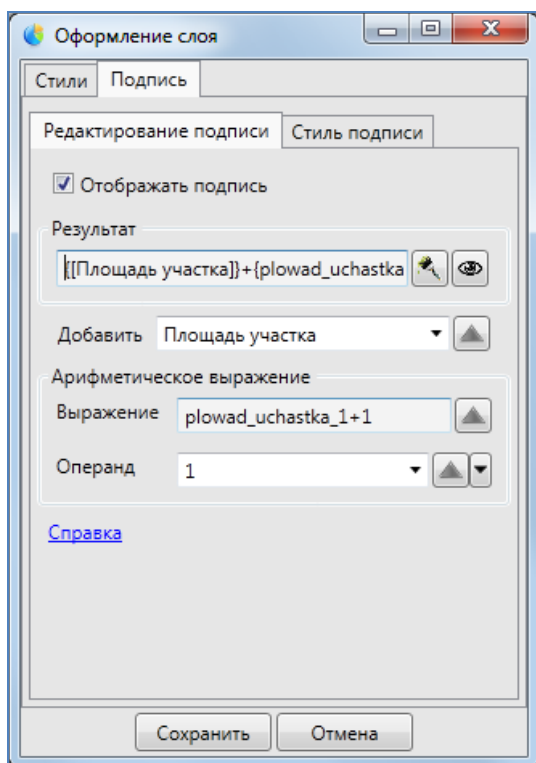 Оформление слоя
Стили Подпись
Редактирование подписи Стиль подписи
Отображать подпись
Результат
{[[Площадь участка]]}+{plowad_uchastka
Добавить Площадь участка
Арифметическое выражение
Выражение plowad_uchastka_1+1
Операнд 1
Справка
Сохранить Отмена